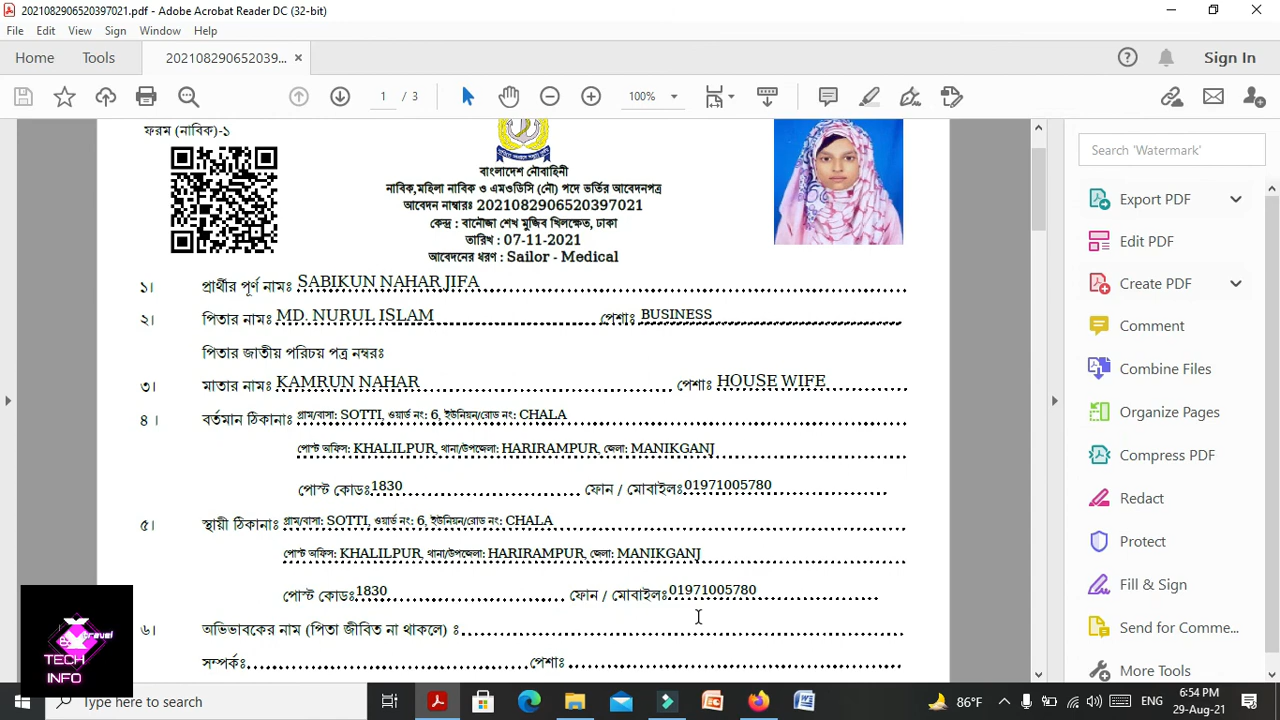 2021082906520397021.pdf - Adobe Acrobat Reader DC (32-bit)
File Edit View Sign Window Help
Home Tools 202108290652039... × Sign In
1 / 3 100%
ফরম (নাবিক)-১
বাংলাদেশ নৌবাহিনী
নাবিক,মহিলা নাবিক ও এমওডিসি (নৌ) পদে ভর্তির আবেদনপত্র
আবেদন নাম্বারঃ 2021082906520397021
কেন্দ্র : বানৌজা শেখ মুজিব খিলক্ষেত, ঢাকা
তারিখ : 07-11-2021
আবেদনের ধরণ : Sailor - Medical
১। প্রার্থীর পূর্ণ নামঃ SABIKUN NAHAR JIFA
২। পিতার নামঃ MD. NURUL ISLAM পেশাঃ BUSINESS
পিতার জাতীয় পরিচয় পত্র নম্বরঃ
৩। মাতার নামঃ KAMRUN NAHAR পেশাঃ HOUSE WIFE
৪। বর্তমান ঠিকানাঃ গ্রাম/বাসা: SOTTI, ওয়ার্ড নং: 6, ইউনিয়ন/রোড নং: CHALA
পোস্ট অফিস: KHALILPUR, থানা/উপজেলা: HARIRAMPUR, জেলা: MANIKGANJ
পোস্ট কোডঃ 1830 ফোন / মোবাইলঃ 01971005780
৫। স্থায়ী ঠিকানাঃ গ্রাম/বাসা: SOTTI, ওয়ার্ড নং: 6, ইউনিয়ন/রোড নং: CHALA
পোস্ট অফিস: KHALILPUR, থানা/উপজেলা: HARIRAMPUR, জেলা: MANIKGANJ
পোস্ট কোডঃ 1830 ফোন / মোবাইলঃ 01971005780
৬। অভিভাবকের নাম (পিতা জীবিত না থাকলে) ঃ
সম্পর্কঃ পেশাঃ
Search 'Watermark'
Export PDF
Edit PDF
Create PDF
Comment
Combine Files
Organize Pages
Compress PDF
Redact
Protect
Fill & Sign
Send for Comme...
More Tools
travel
TECH
INFO
Type here to search
86°F ENG 6:54 PM
29-Aug-21